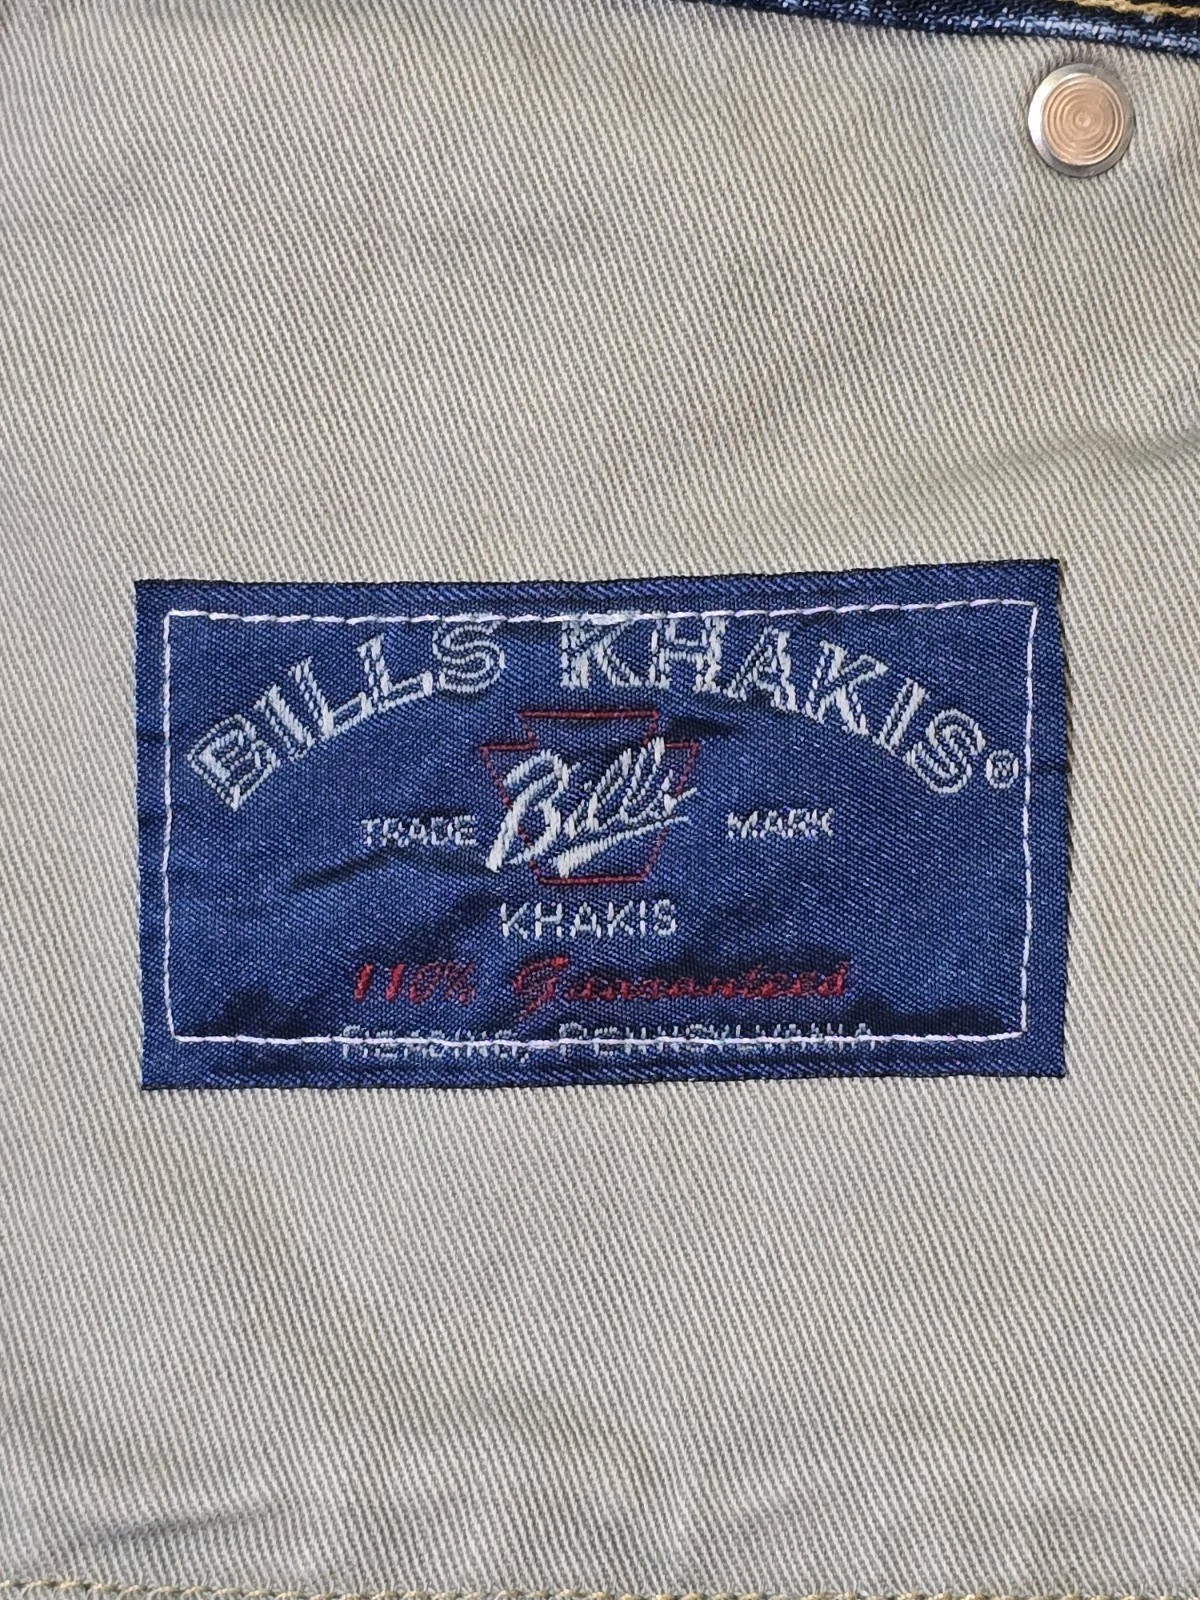 BILLS KHAKIS®
TRADE Bills MARK
KHAKIS
110% Guaranteed
READING, PENNSYLVANIA